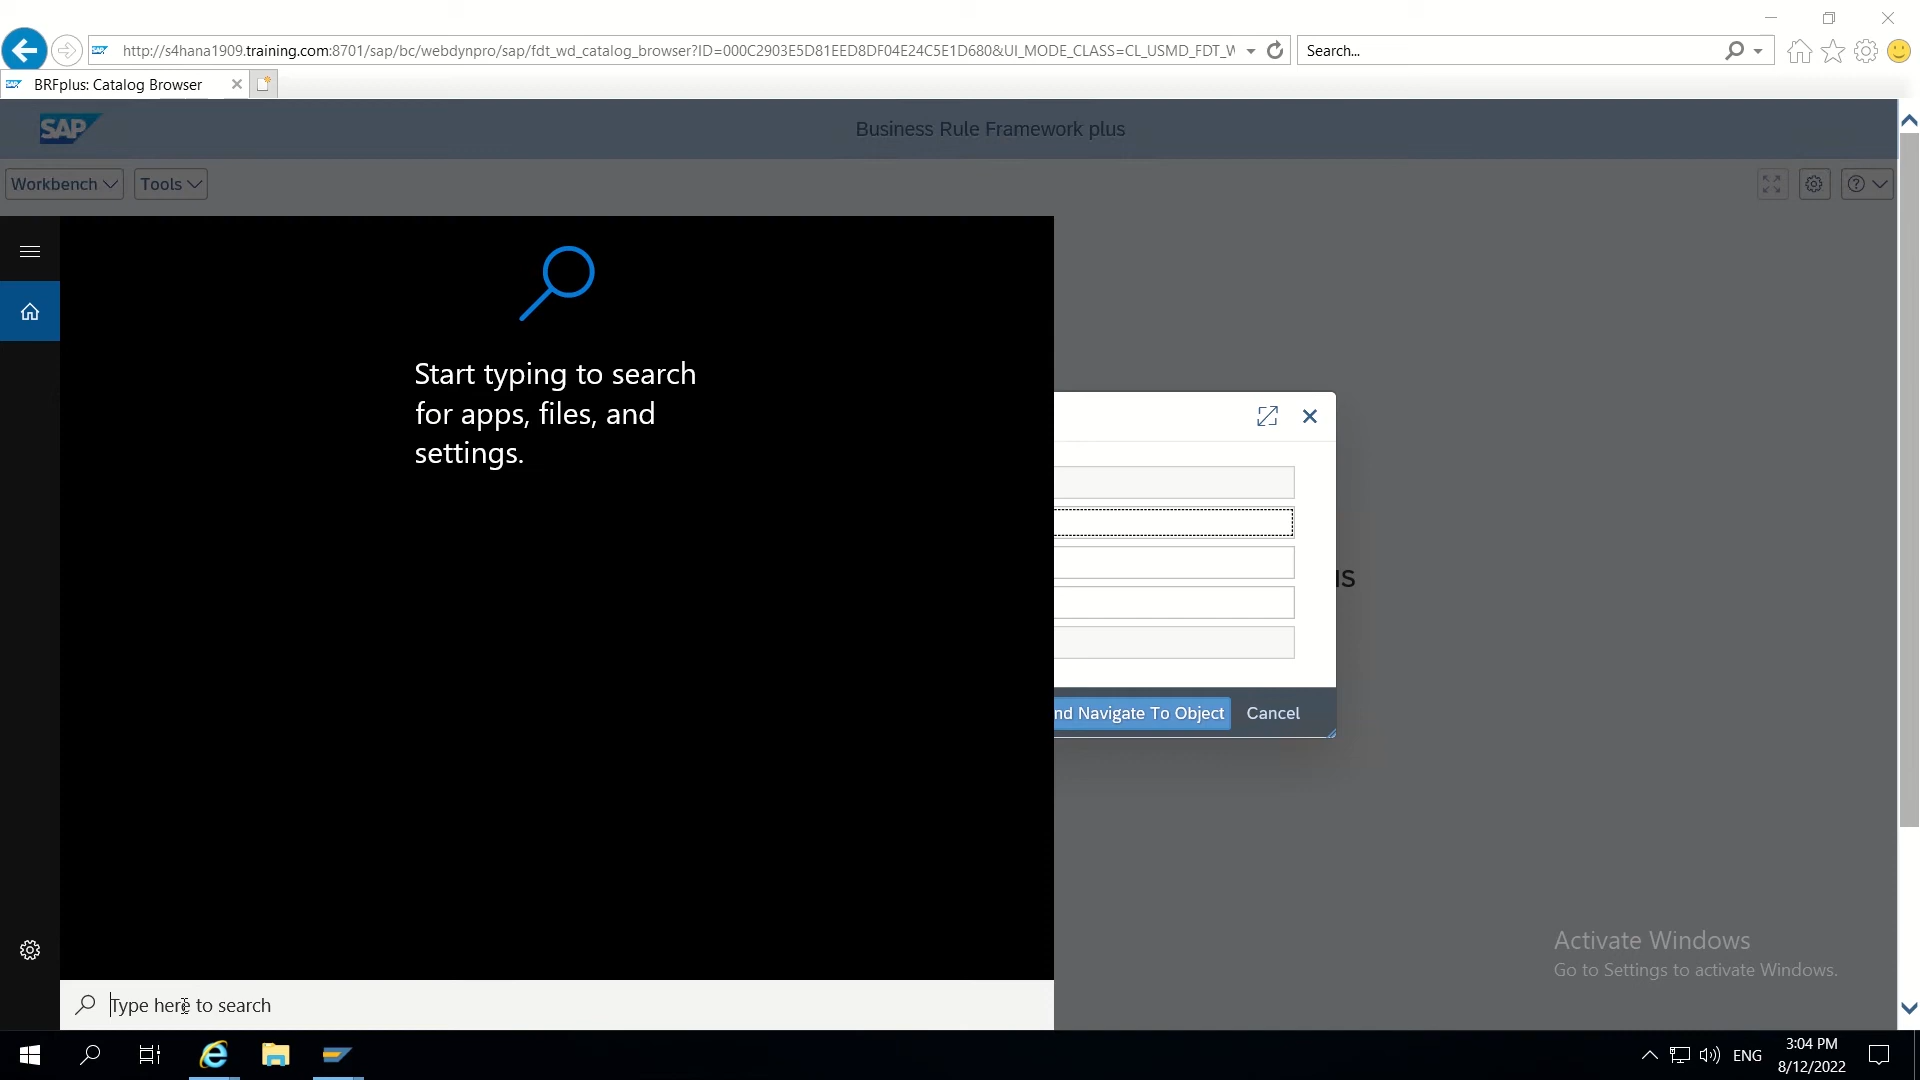 http://s4hana1909.training.com:8701/sap/bc/webdynpro/sap/fdt_wd_catalog_browser?ID=000C2903E5D81EED8DF04E24C5E1D680&UI_MODE_CLASS=CL_USMD_FDT_W
Search...
BRFplus: Catalog Browser
SAP
Business Rule Framework plus
Workbench
Tools
Start typing to search
for apps, files, and
settings.
nd Navigate To Object
Cancel
Activate Windows
Go to Settings to activate Windows.
Type here to search
ENG
3:04 PM
8/12/2022